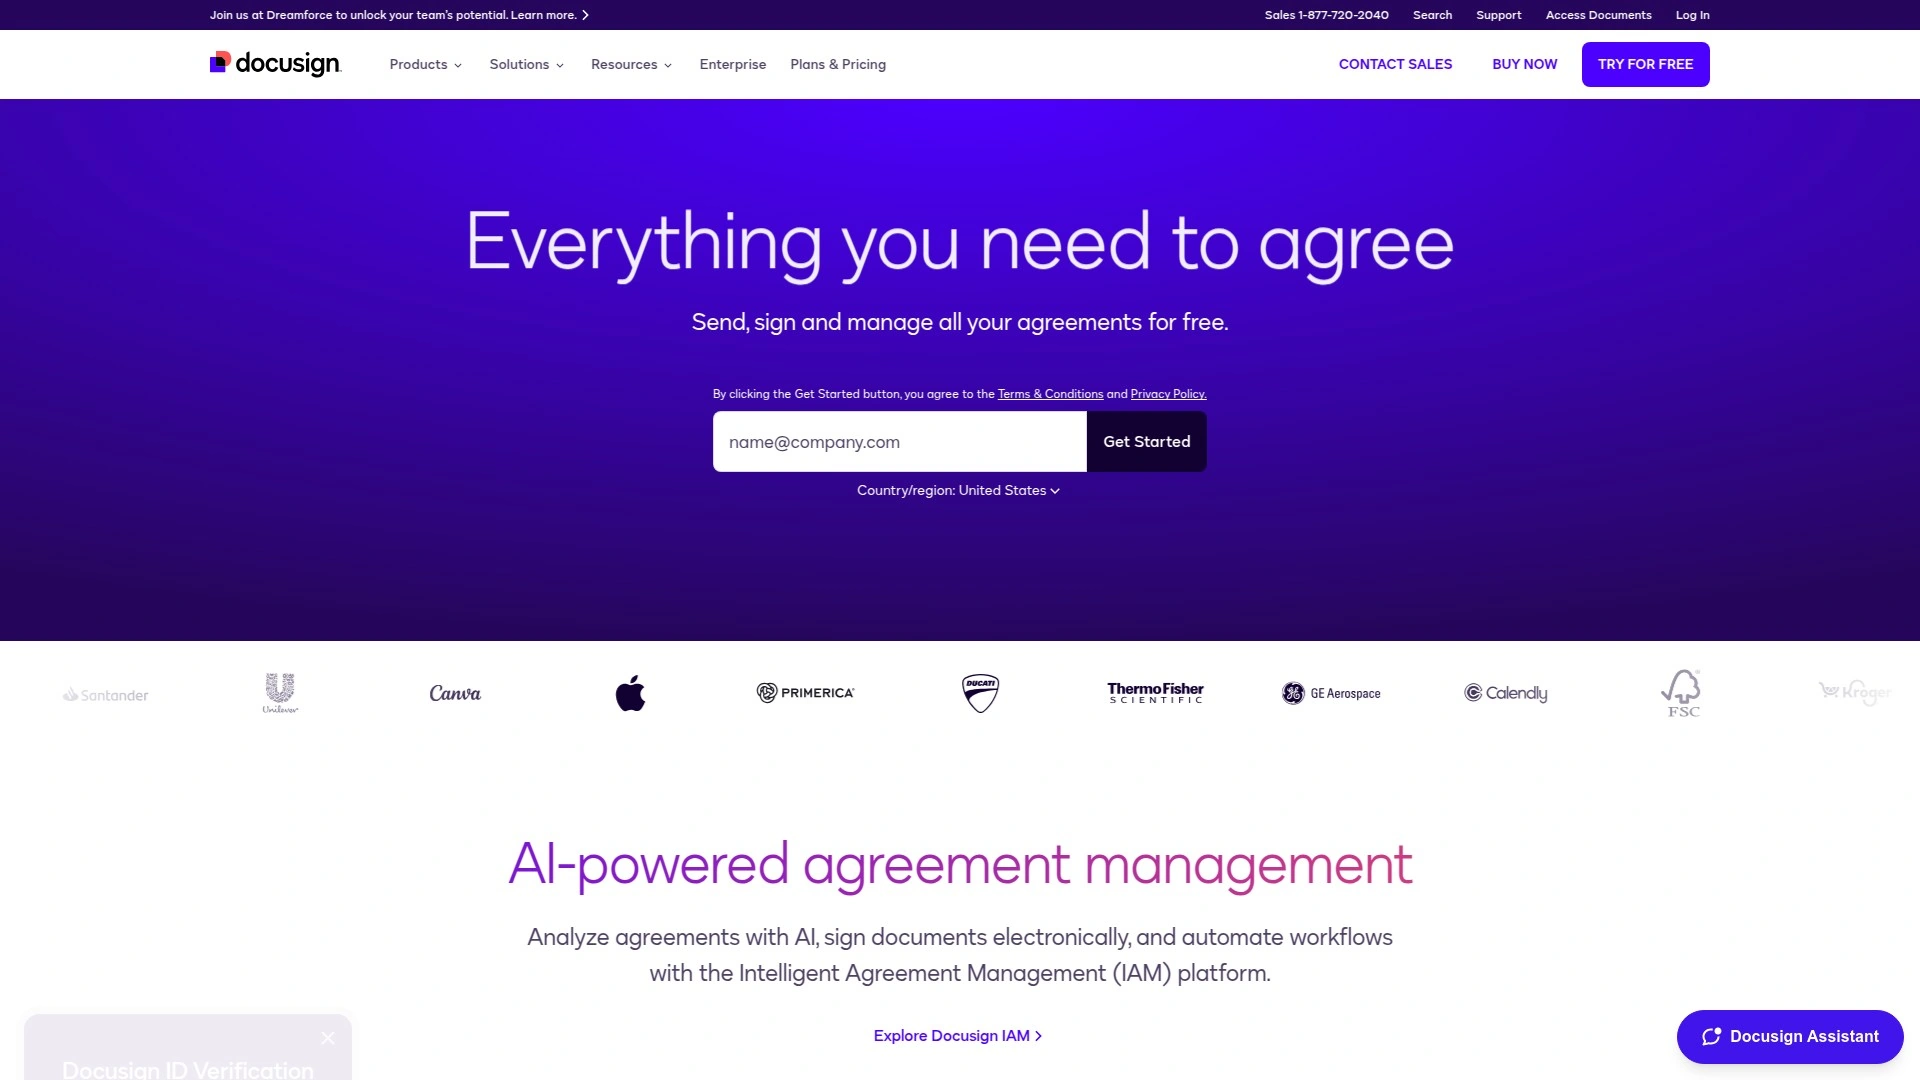 Join us at Dreamforce to unlock your team's potential. Learn more.
Sales 1-877-720-2040
Search
Support
Access Documents
Log In
docusign
Products
Solutions
Resources
Enterprise
Plans & Pricing
CONTACT SALES
BUY NOW
TRY FOR FREE
Everything you need to agree
Send, sign and manage all your agreements for free.
By clicking the Get Started button, you agree to the Terms & Conditions and Privacy Policy.
name@company.com
Get Started
Country/region: United States
Santander
Unilever
Canva
PRIMERICA
DUCATI
ThermoFisher
SCIENTIFIC
GE Aerospace
Calendly
FSC
Kroger
AI-powered agreement management
Analyze agreements with AI, sign documents electronically, and automate workflows
with the Intelligent Agreement Management (IAM) platform.
Explore Docusign IAM
Docusign ID Verification
Docusign Assistant